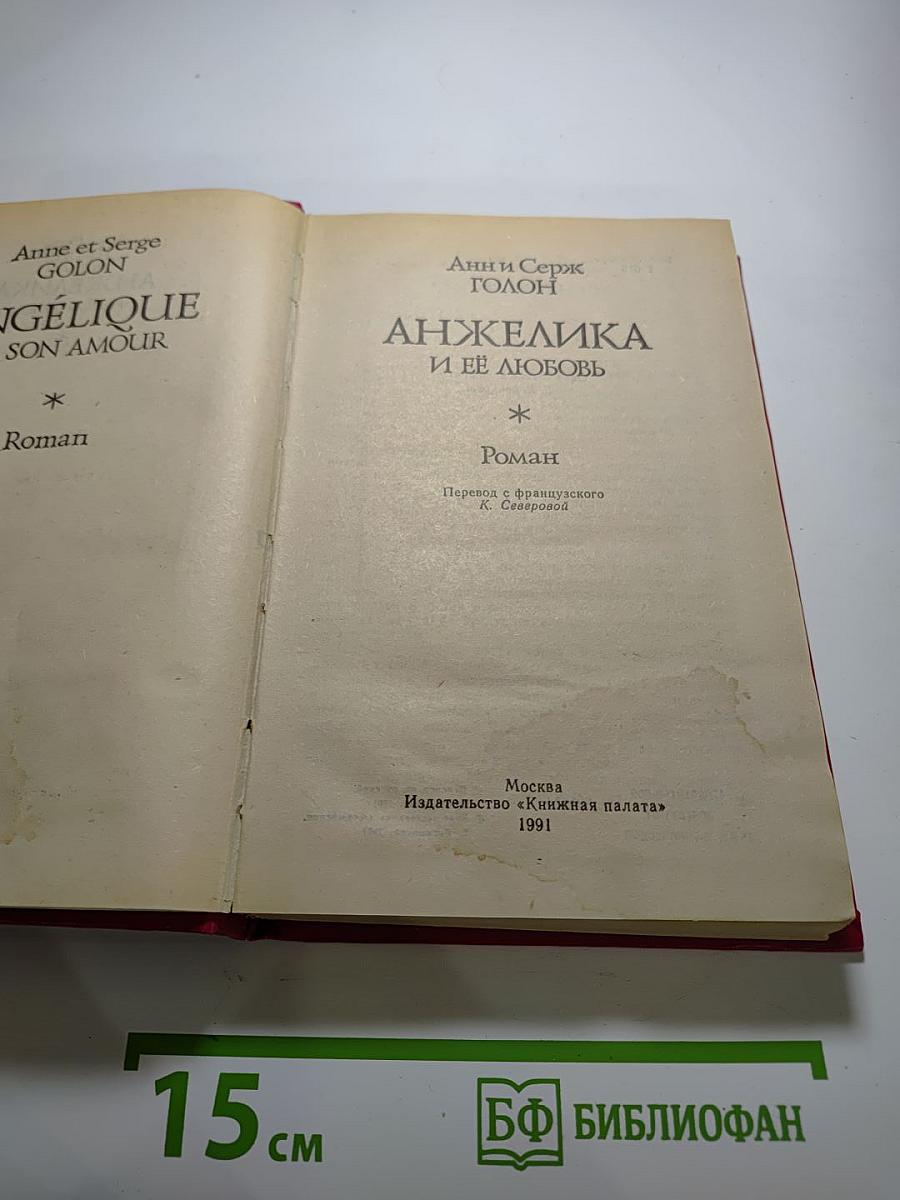 Anne et Serge
GOLON
NGÉLIQUE
SON AMOUR
*
Roman
Анн и Серж
ГОЛОН
АНЖЕЛИКА
И ЕЁ ЛЮБОВЬ
*
Роман
Перевод с французского
К. Северовой
Москва
Издательство «Книжная палата»
1991
15 см
БФ БИБЛИОФАН